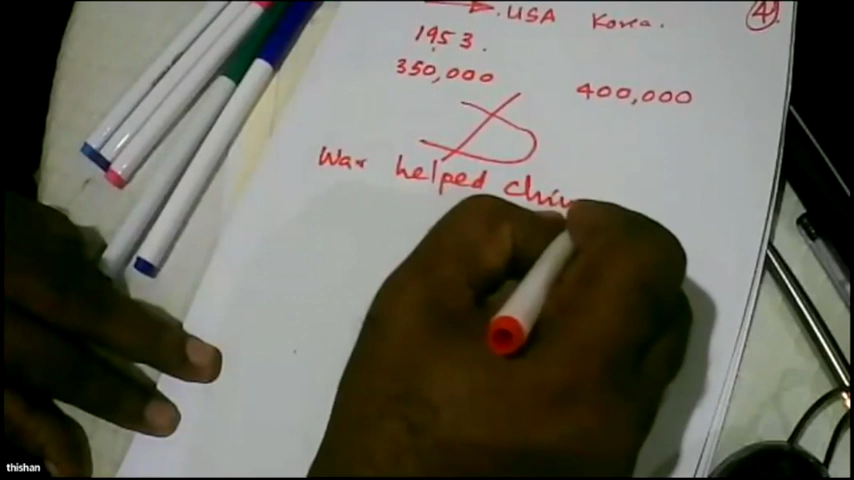 USA Korea. 4
1953.
350,000 400,000
War helped
thishan